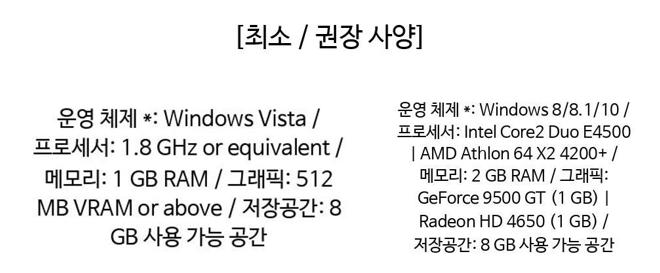 [최소 / 권장 사양]
운영 체제 *: Windows Vista /
프로세서: 1.8 GHz or equivalent /
메모리: 1 GB RAM / 그래픽: 512
MB VRAM or above / 저장공간: 8
GB 사용 가능 공간
운영 체제 *: Windows 8/8.1/10 /
프로세서: Intel Core2 Duo E4500
| AMD Athlon 64 X2 4200+ /
메모리: 2 GB RAM / 그래픽:
GeForce 9500 GT (1 GB) |
Radeon HD 4650 (1 GB) /
저장공간: 8 GB 사용 가능 공간